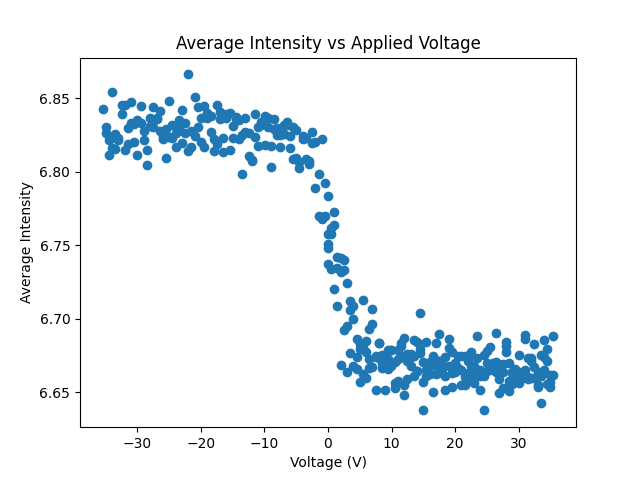 Average Intensity vs Applied Voltage
6.85
6.80
6.75
6.70
6.65
Average Intensity
−30 −20 −10 0 10 20 30
Voltage (V)